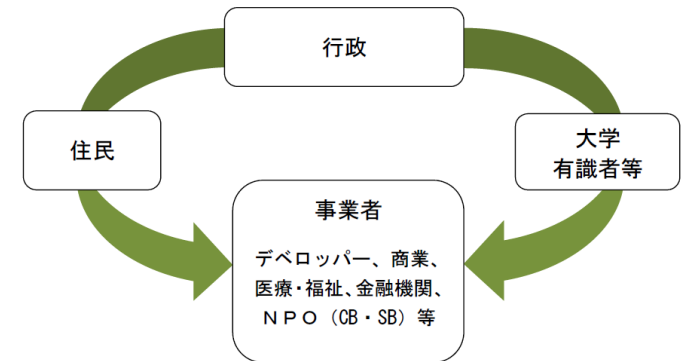 行政
住民
大学
有識者等
事業者
デベロッパー、商業、
医療・福祉、金融機関、
ＮＰＯ（CB・SB）等